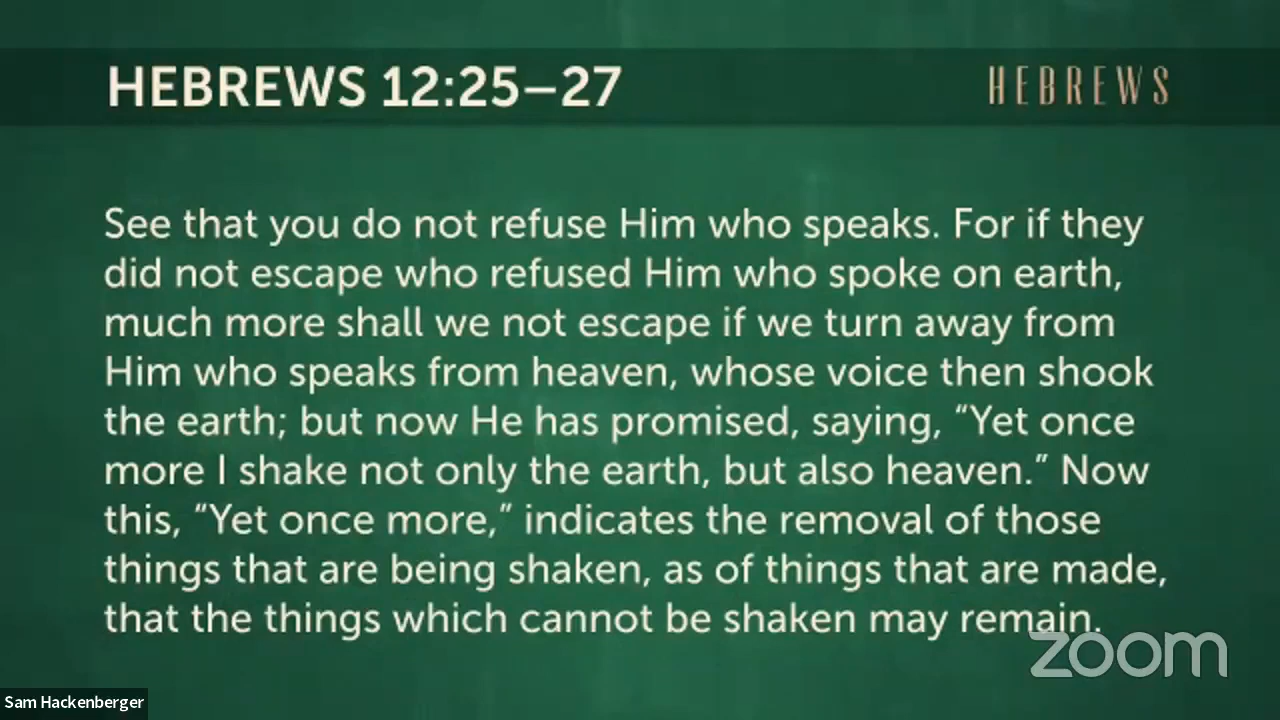 HEBREWS 12:25–27
HEBREWS
See that you do not refuse Him who speaks. For if they
did not escape who refused Him who spoke on earth,
much more shall we not escape if we turn away from
Him who speaks from heaven, whose voice then shook
the earth; but now He has promised, saying, “Yet once
more I shake not only the earth, but also heaven.” Now
this, “Yet once more,” indicates the removal of those
things that are being shaken, as of things that are made,
that the things which cannot be shaken may remain.
zoom
Sam Hackenberger